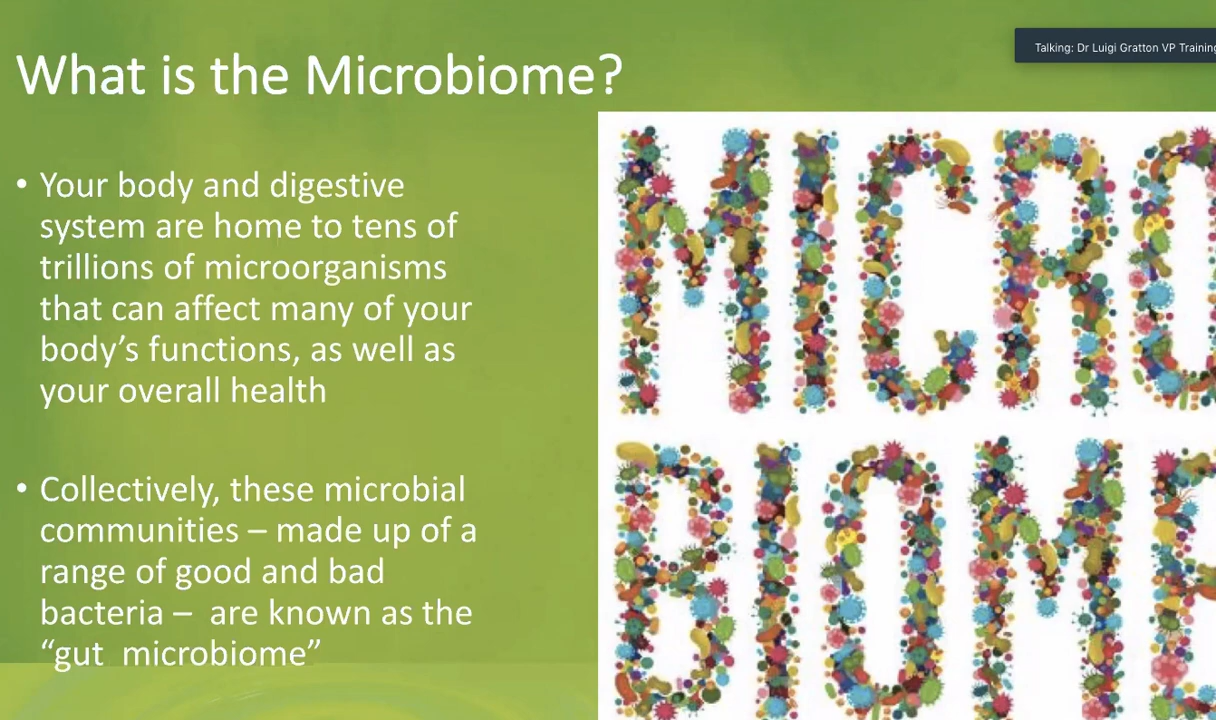 What is the Microbiome?
Talking: Dr Luigi Gratton VP Training
• Your body and digestive
system are home to tens of
trillions of microorganisms
that can affect many of your
body’s functions, as well as
your overall health
• Collectively, these microbial
communities – made up of a
range of good and bad
bacteria –  are known as the
“gut  microbiome”
MICRO
BIOME